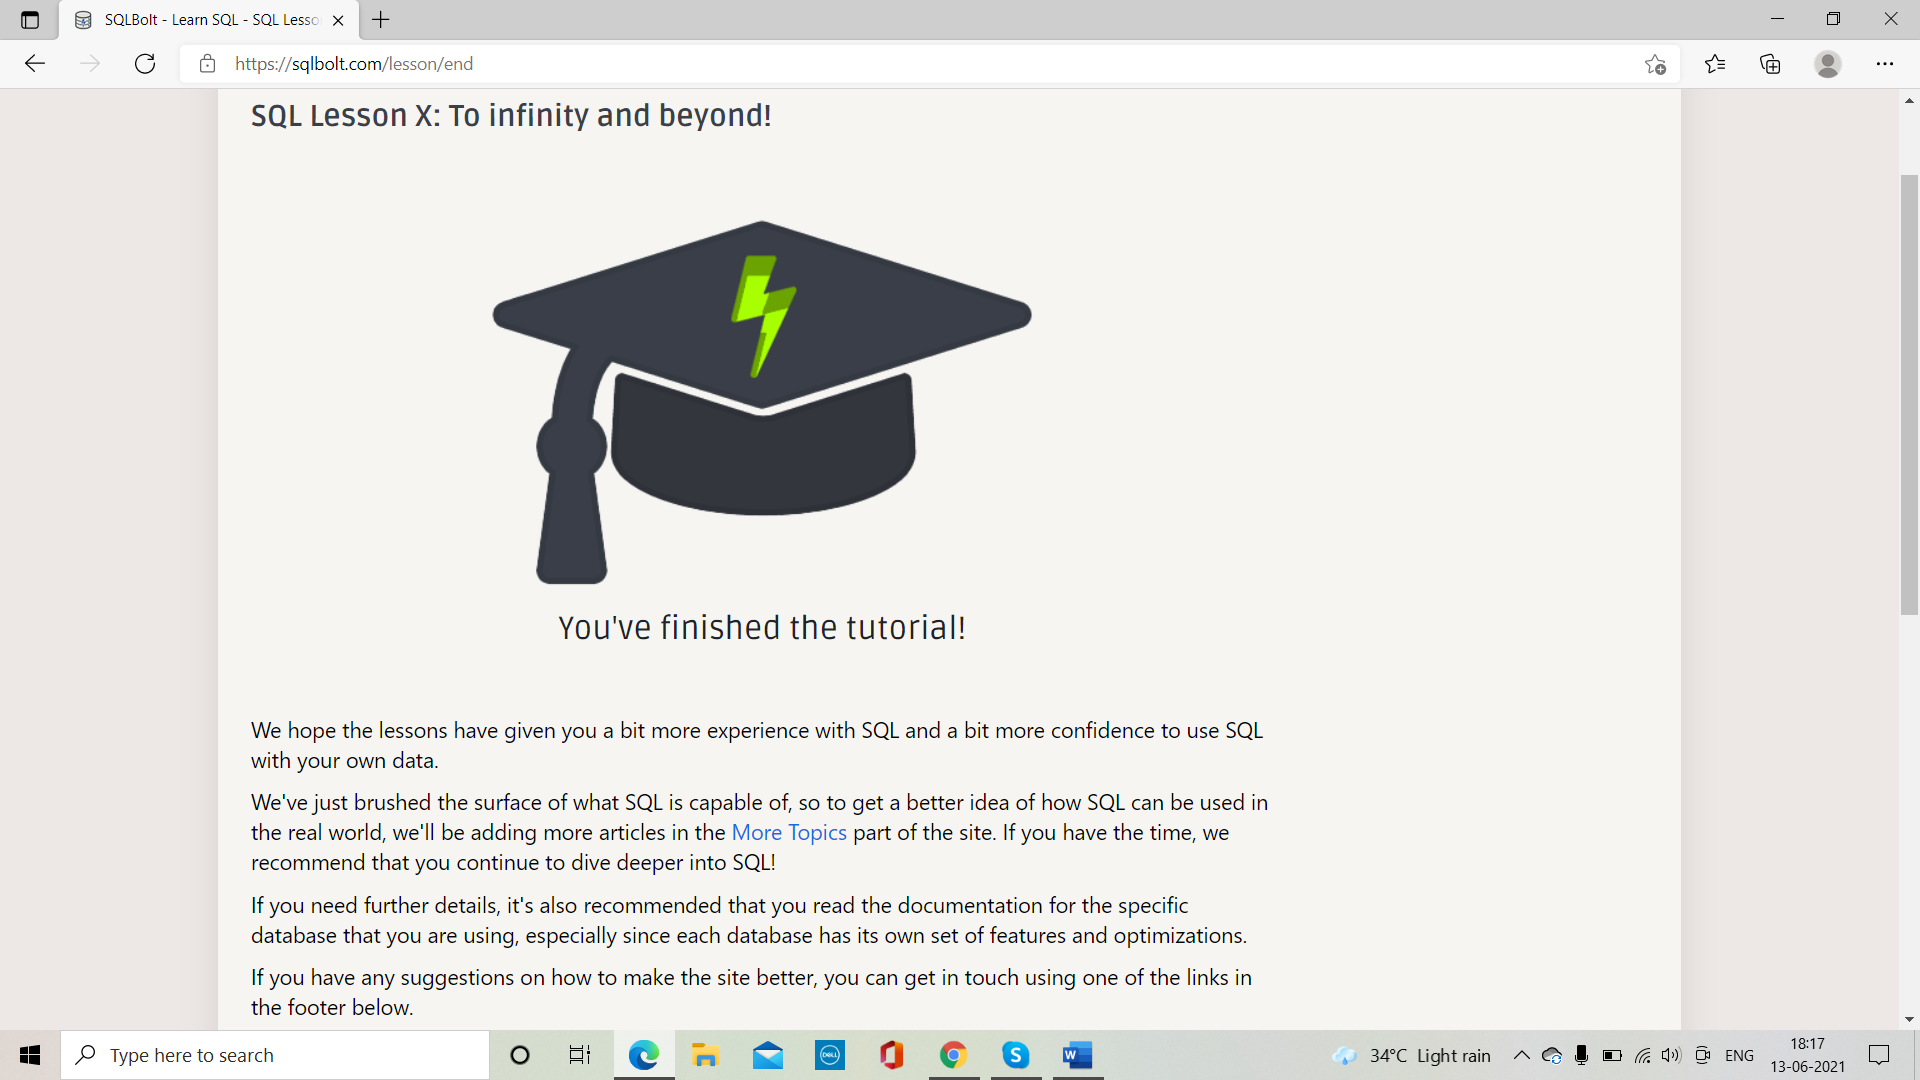 SQLBolt - Learn SQL - SQL Lesso
https://sqlbolt.com/lesson/end
SQL Lesson X: To infinity and beyond!
You've finished the tutorial!
We hope the lessons have given you a bit more experience with SQL and a bit more confidence to use SQL
with your own data.
We've just brushed the surface of what SQL is capable of, so to get a better idea of how SQL can be used in
the real world, we'll be adding more articles in the More Topics part of the site. If you have the time, we
recommend that you continue to dive deeper into SQL!
If you need further details, it's also recommended that you read the documentation for the specific
database that you are using, especially since each database has its own set of features and optimizations.
If you have any suggestions on how to make the site better, you can get in touch using one of the links in
the footer below.
Type here to search
DELL
S
W
34°C Light rain
ENG
18:17
13-06-2021